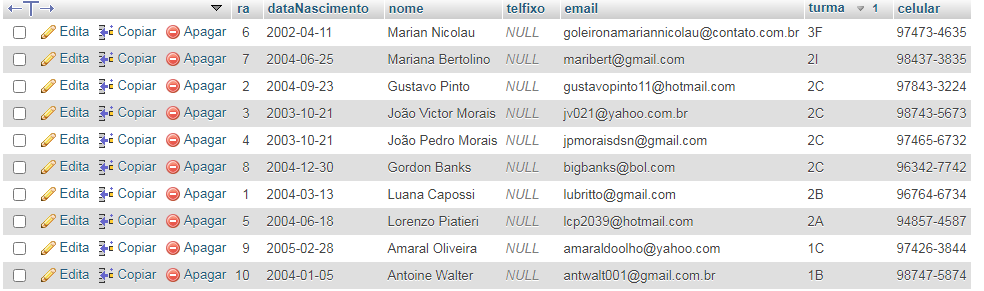 ra dataNascimento nome telfixo email turma 1 celular
Edita Copiar Apagar 6 2002-04-11 Marian Nicolau NULL goleironamariannicolau@contato.com.br 3F 97473-4635
Edita Copiar Apagar 7 2004-06-25 Mariana Bertolino NULL maribert@gmail.com 2I 98437-3835
Edita Copiar Apagar 2 2004-09-23 Gustavo Pinto NULL gustavopinto11@hotmail.com 2C 97843-3224
Edita Copiar Apagar 3 2003-10-21 João Victor Morais NULL jv021@yahoo.com.br 2C 98743-5673
Edita Copiar Apagar 4 2003-10-21 João Pedro Morais NULL jpmoraisdsn@gmail.com 2C 97465-6732
Edita Copiar Apagar 8 2004-12-30 Gordon Banks NULL bigbanks@bol.com 2C 96342-7742
Edita Copiar Apagar 1 2004-03-13 Luana Capossi NULL lubritto@gmail.com 2B 96764-6734
Edita Copiar Apagar 5 2004-06-18 Lorenzo Piatieri NULL lcp2039@hotmail.com 2A 94857-4587
Edita Copiar Apagar 9 2005-02-28 Amaral Oliveira NULL amaraldoolho@yahoo.com 1C 97426-3844
Edita Copiar Apagar 10 2004-01-05 Antoine Walter NULL antwalt001@gmail.com.br 1B 98747-5874